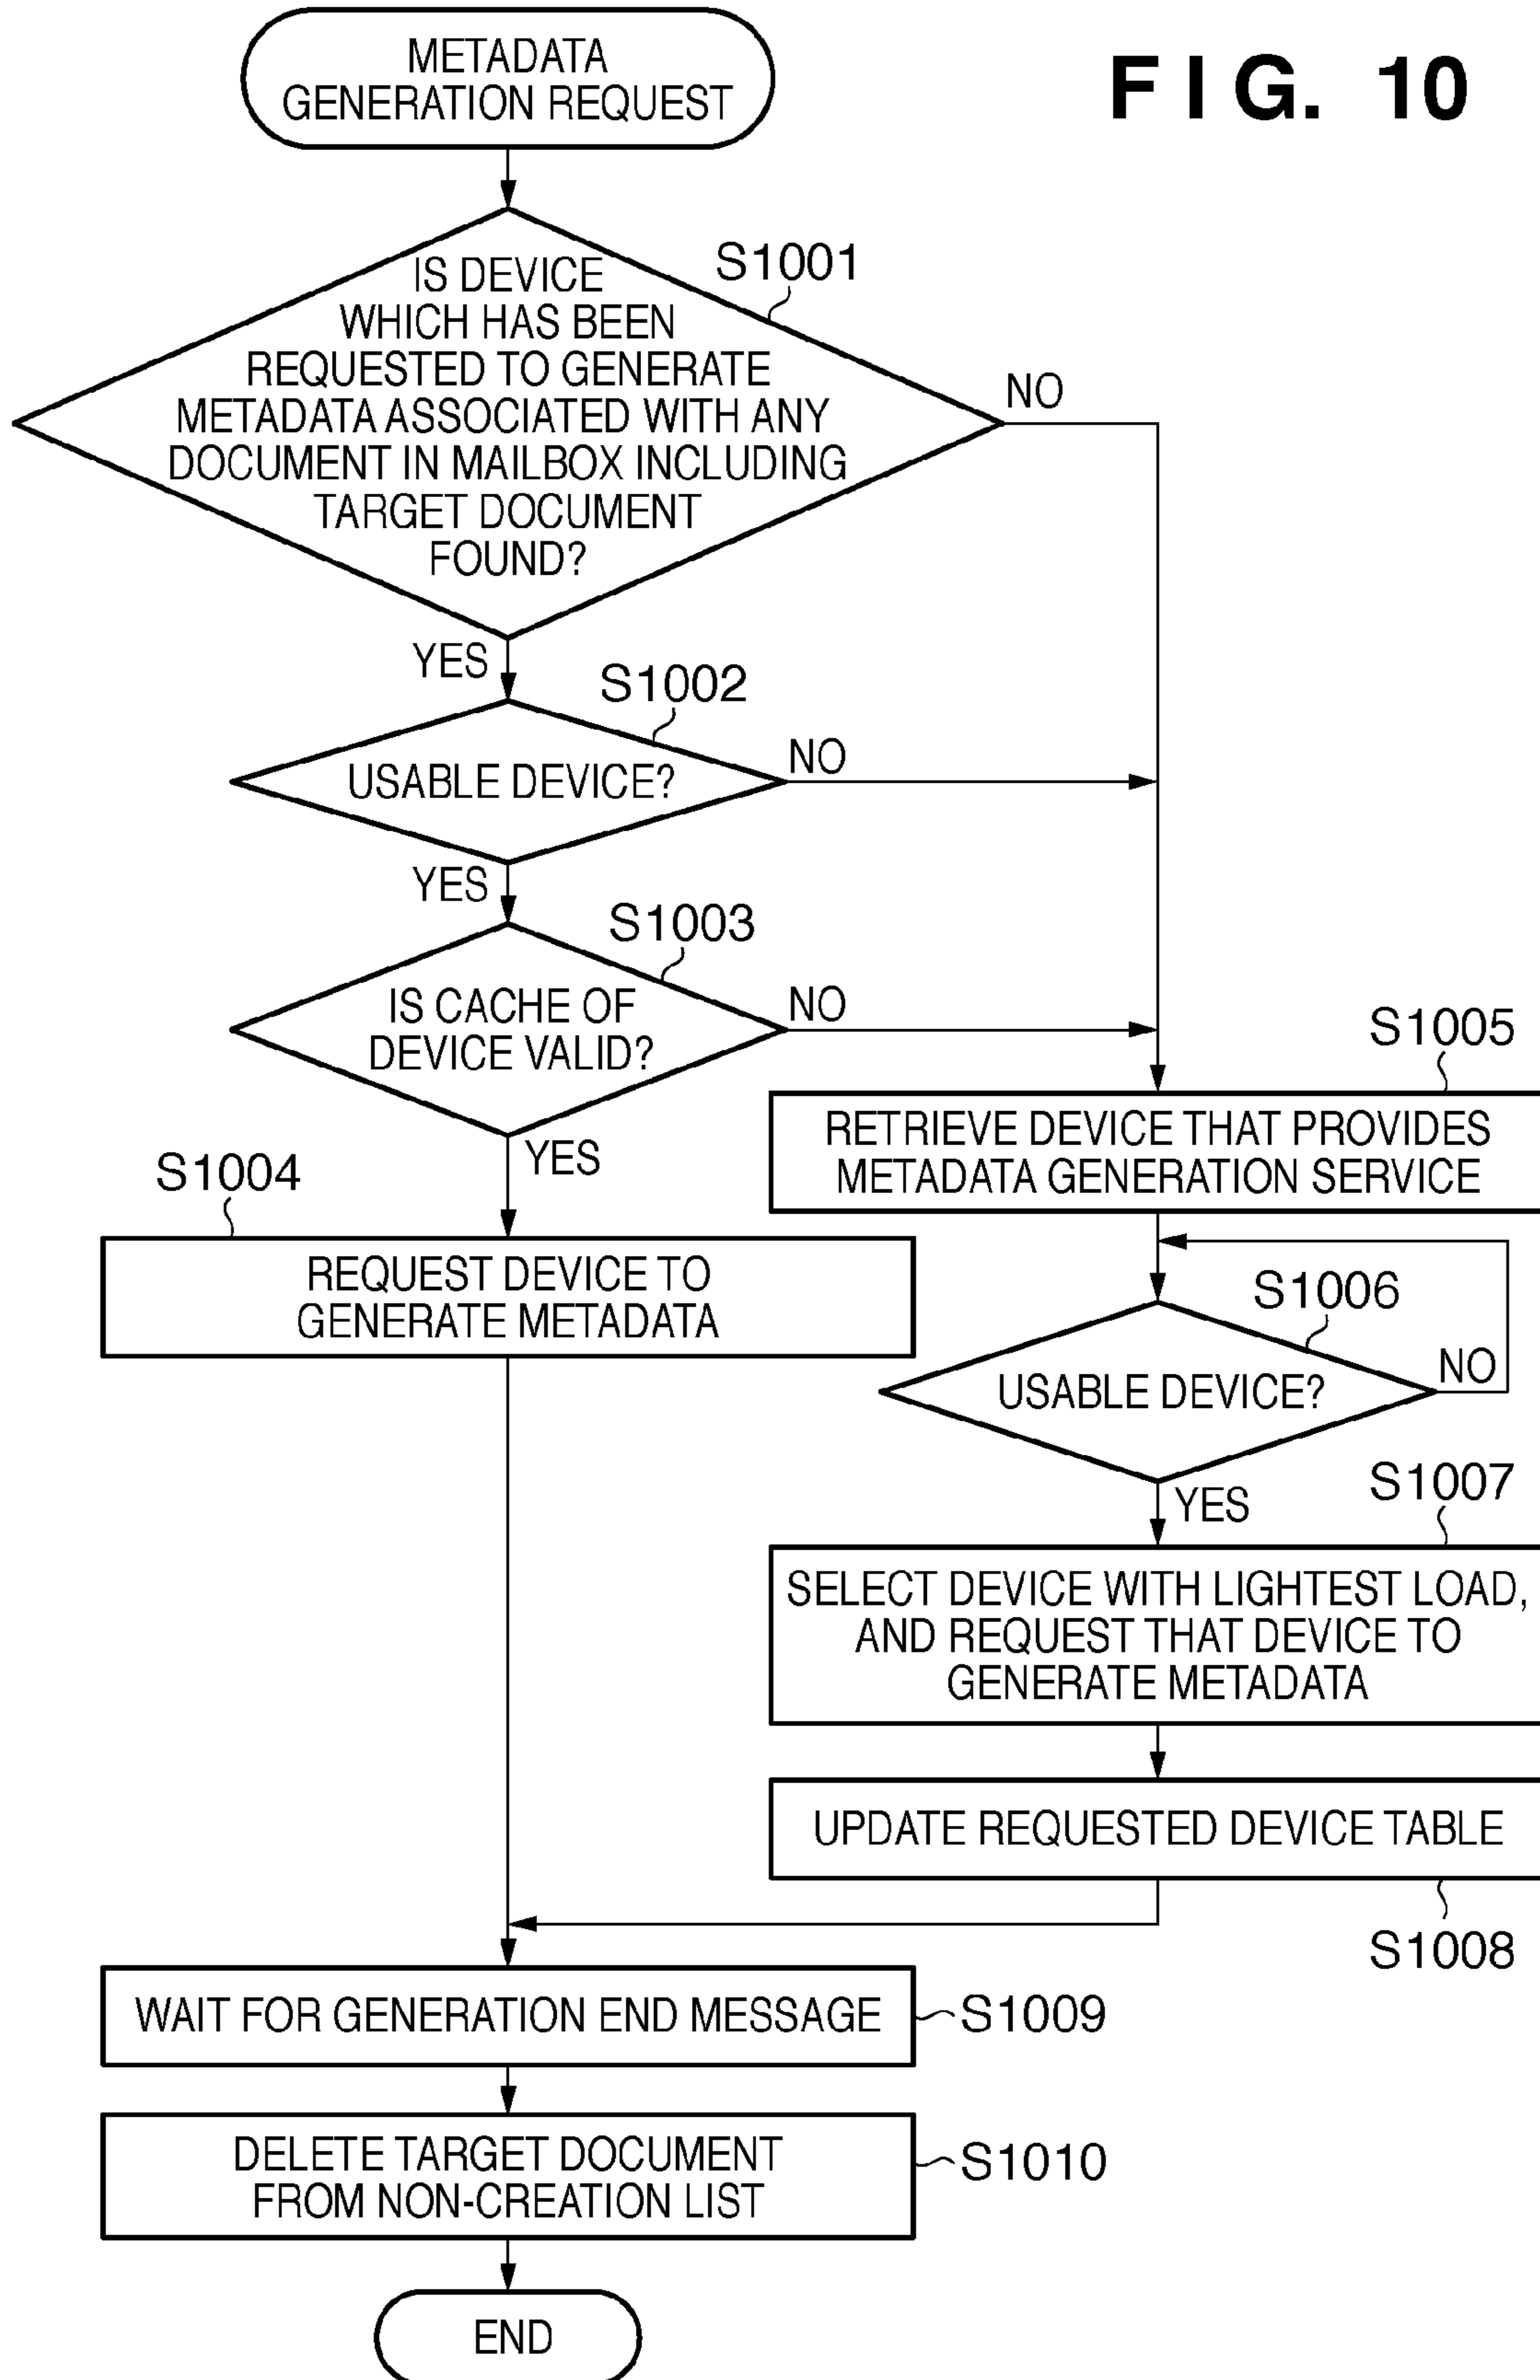 FIG. 10
METADATA
GENERATION REQUEST
S1001
IS DEVICE
WHICH HAS BEEN
REQUESTED TO GENERATE
METADATA ASSOCIATED WITH ANY
DOCUMENT IN MAILBOX INCLUDING
TARGET DOCUMENT
FOUND?
NO
YES
S1002
USABLE DEVICE?
NO
YES
S1003
IS CACHE OF
DEVICE VALID?
NO
YES
S1004
REQUEST DEVICE TO
GENERATE METADATA
S1005
RETRIEVE DEVICE THAT PROVIDES
METADATA GENERATION SERVICE
S1006
USABLE DEVICE?
NO
YES
S1007
SELECT DEVICE WITH LIGHTEST LOAD,
AND REQUEST THAT DEVICE TO
GENERATE METADATA
UPDATE REQUESTED DEVICE TABLE
S1008
WAIT FOR GENERATION END MESSAGE
S1009
DELETE TARGET DOCUMENT
FROM NON-CREATION LIST
S1010
END